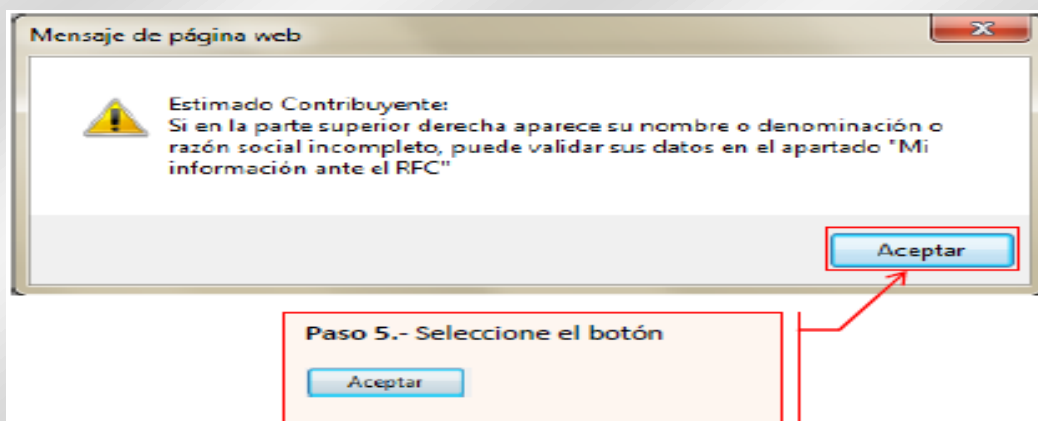 Mensaje de página web
Estimado Contribuyente:
Si en la parte superior derecha aparece su nombre o denominación o
razón social incompleto, puede validar sus datos en el apartado "Mi
información ante el RFC"
Aceptar
Paso 5.- Seleccione el botón
Aceptar